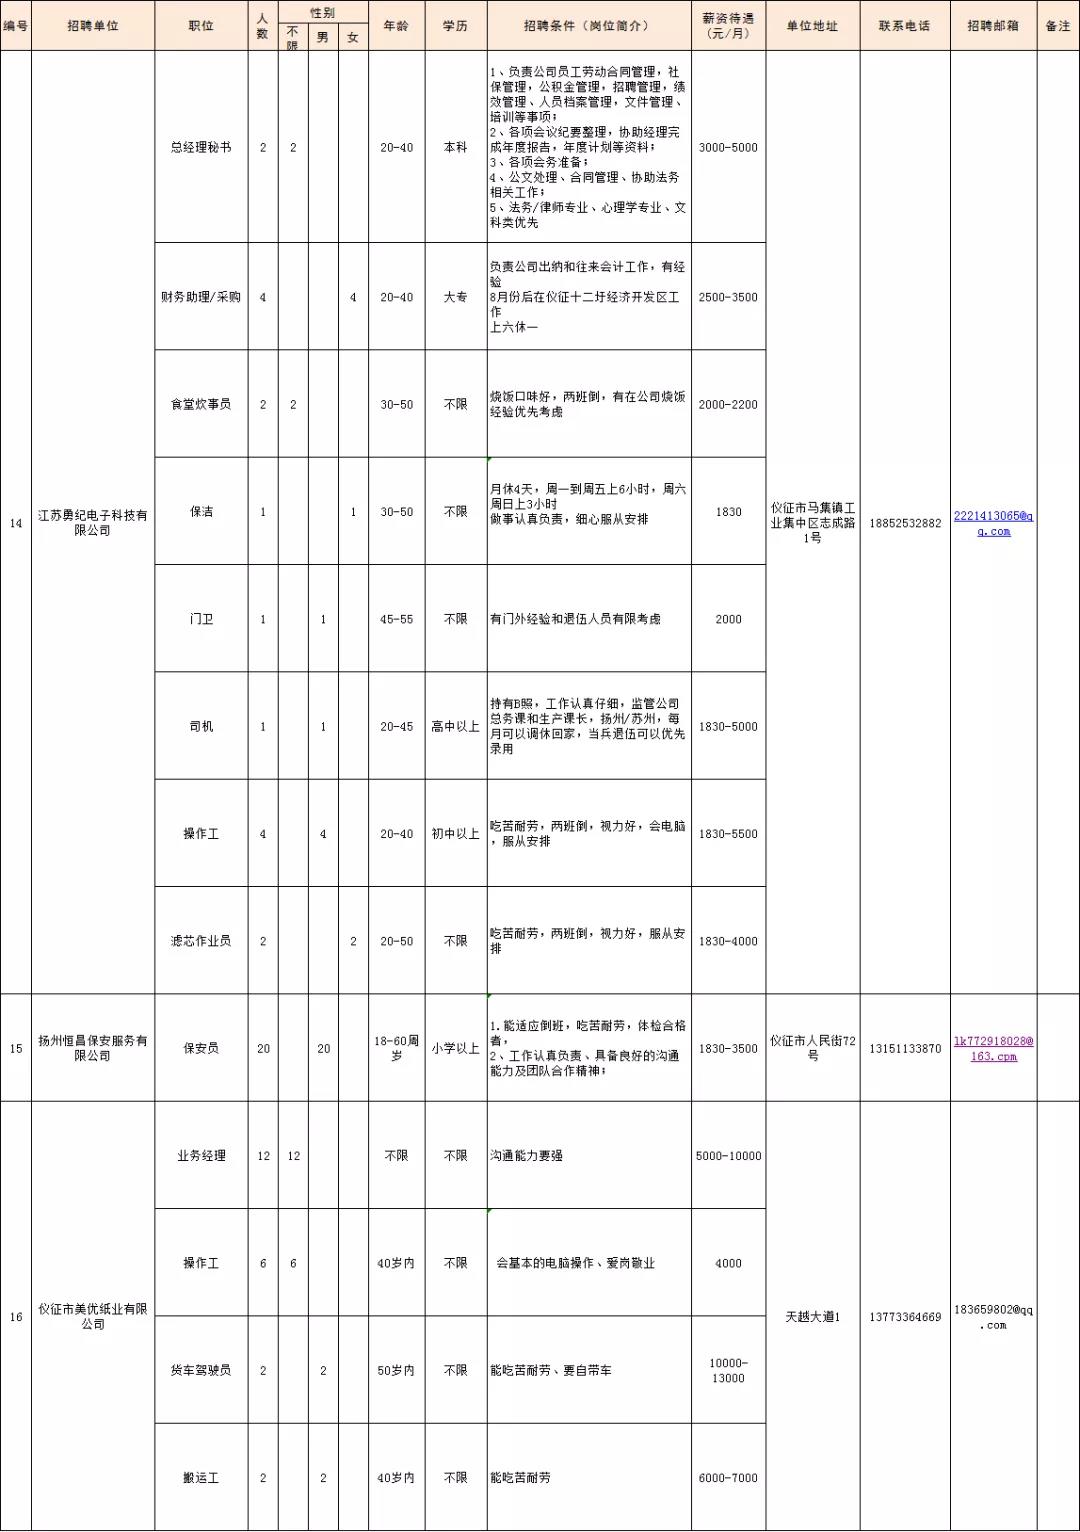 编号 招聘单位 职位 人数 性别 年龄 学历 招聘条件（岗位简介） 薪资待遇（元/月） 单位地址 联系电话 招聘邮箱 备注
不限 男 女
14
江苏勇纪电子科技有
限公司
总经理秘书 2 2 20-40 本科
1、负责公司员工劳动合同管理，社
保管理，公积金管理，招聘管理，绩
效管理、人员档案管理，文件管理、
培训等事项；
2、各项会议纪要整理，协助经理完
成年度报告，年度计划等资料；
3、各项会务准备；
4、公文处理、合同管理、协助法务
相关工作；
5、法务/律师专业、心理学专业、文
科类优先
3000-5000
财务助理/采购 4 4 20-40 大专
负责公司出纳和往来会计工作，有经
验
8月份后在仪征十二圩经济开发区工
作
上六休一
2500-3500
食堂炊事员 2 2 30-50 不限
烧饭口味好，两班倒，有在公司烧饭
经验优先考虑
2000-2200
保洁 1 1 30-50 不限
月休4天，周一到周五上6小时，周六
周日上3小时
做事认真负责，细心服从安排
1830
仪征市马集镇工
业集中区志成路
1号
18852532882
2221413065@q
q.com
门卫 1 1 45-55 不限 有门外经验和退伍人员有限考虑 2000
司机 1 1 20-45 高中以上
持有B照，工作认真仔细，监管公司
总务课和生产课长，扬州/苏州，每
月可以调休回家，当兵退伍可以优先
录用
1830-5000
操作工 4 4 20-40 初中以上
吃苦耐劳，两班倒，视力好，会电脑
，服从安排
1830-5500
滤芯作业员 2 2 20-50 不限
吃苦耐劳，两班倒，视力好，服从安
排
1830-4000
15
扬州恒昌保安服务有
限公司
保安员 20 20
18-60周
岁
小学以上
1.能适应倒班，吃苦耐劳，体检合格
者，
2、工作认真负责、具备良好的沟通
能力及团队合作精神；
1830-3500
仪征市人民街72
号
13151133870
lk772918028@
163.cpm
16
仪征市美优纸业有限
公司
业务经理 12 12 不限 不限 沟通能力要强 5000-10000
操作工 6 6 40岁内 不限 会基本的电脑操作、爱岗敬业 4000
天越大道1
13773364669
183659802@qq
.com
货车驾驶员 2 2 50岁内 不限 能吃苦耐劳、要自带车
10000-
13000
搬运工 2 2 40岁内 不限 能吃苦耐劳 6000-7000